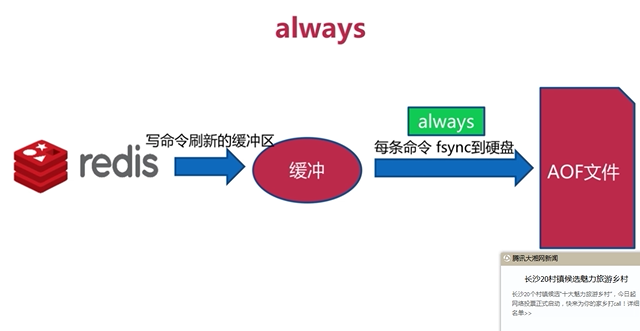 always
redis
写命令刷新的缓冲区
缓冲
always
每条命令 fsync到硬盘
AOF文件
腾讯大湘网新闻
长沙20村镇候选魅力旅游乡村
长沙20个村镇候选"十大魅力旅游乡村"，今日起
网络投票正式启动，快来为你的家乡打call！详细
名单>>